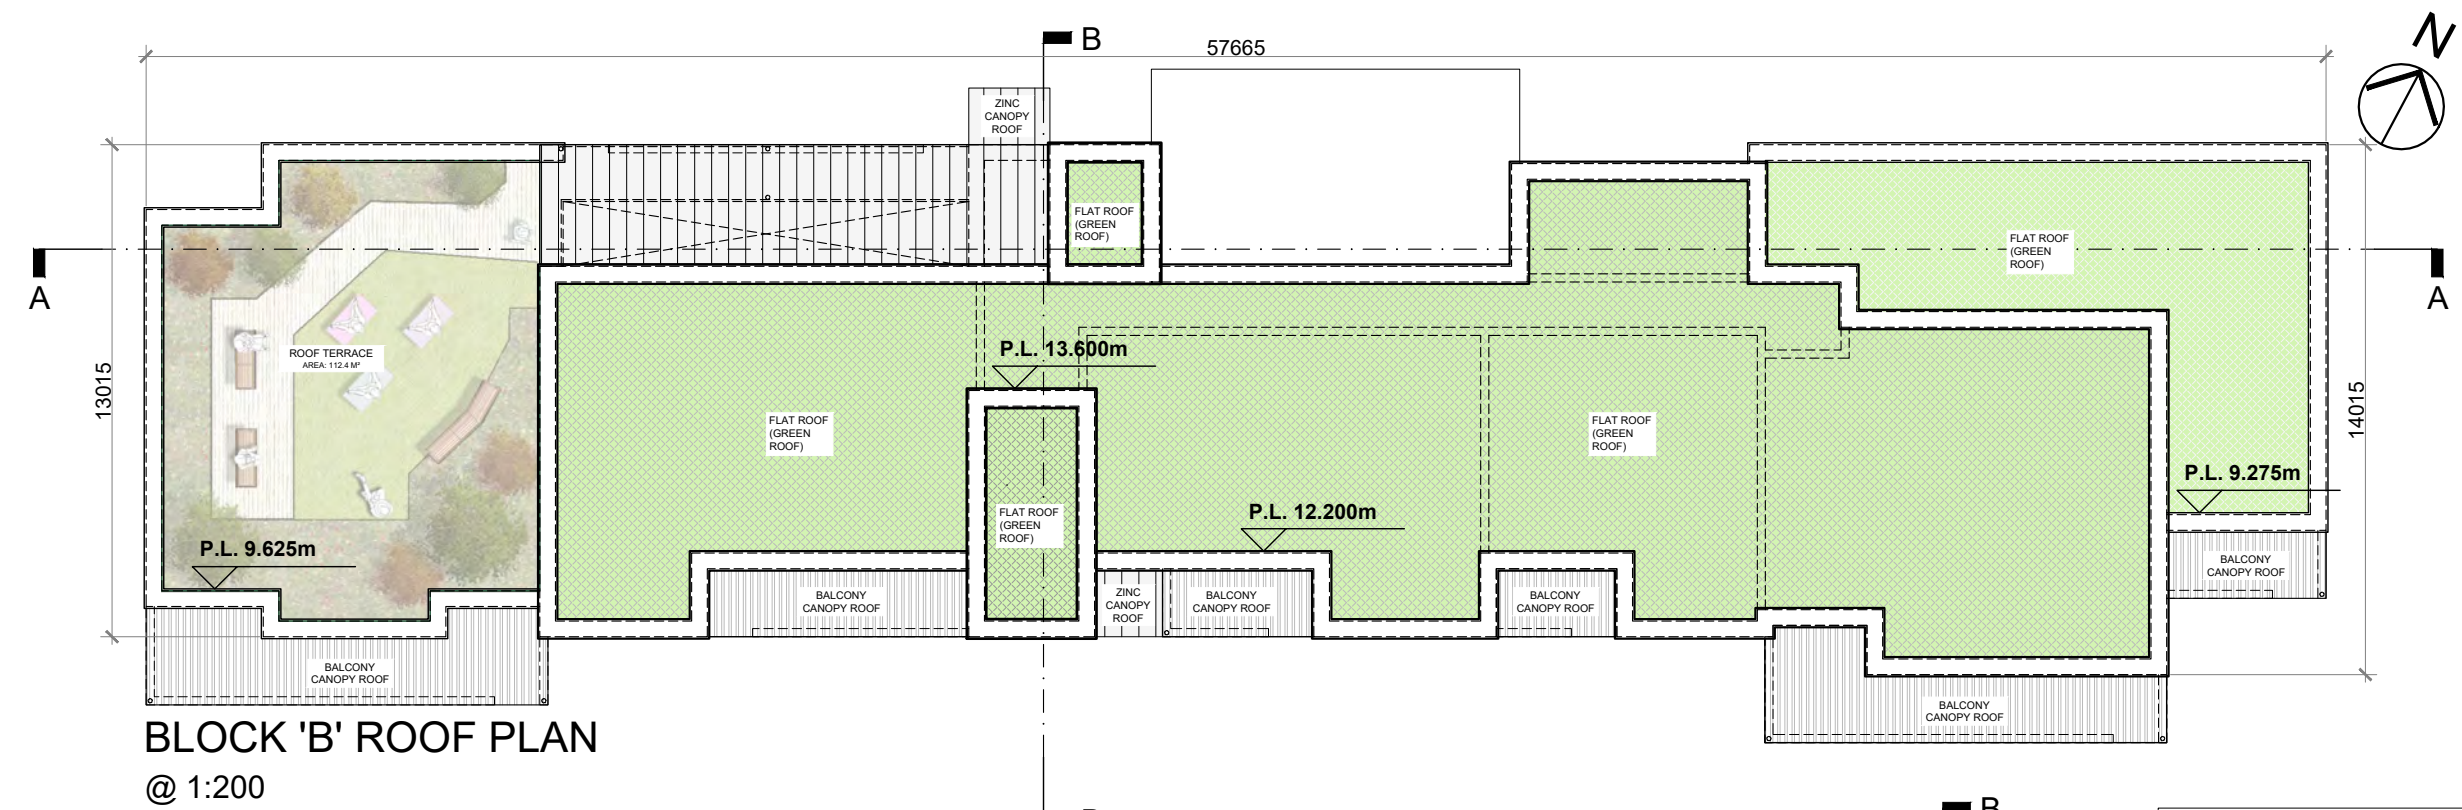 B
57665
N
ZINC
CANOPY
ROOF
FLAT ROOF
(GREEN
ROOF)
FLAT ROOF
(GREEN
ROOF)
A
A
ROOF TERRACE
AREA: 112.4 M²
P.L. 13.600m
13015
14015
FLAT ROOF
(GREEN
ROOF)
FLAT ROOF
(GREEN
ROOF)
P.L. 9.275m
FLAT ROOF
(GREEN
ROOF)
P.L. 12.200m
P.L. 9.625m
BALCONY
CANOPY ROOF
BALCONY
CANOPY ROOF
ZINC
CANOPY
ROOF
BALCONY
CANOPY ROOF
BALCONY
CANOPY ROOF
BALCONY
CANOPY ROOF
BALCONY
CANOPY ROOF
BLOCK 'B' ROOF PLAN
@ 1:200
B